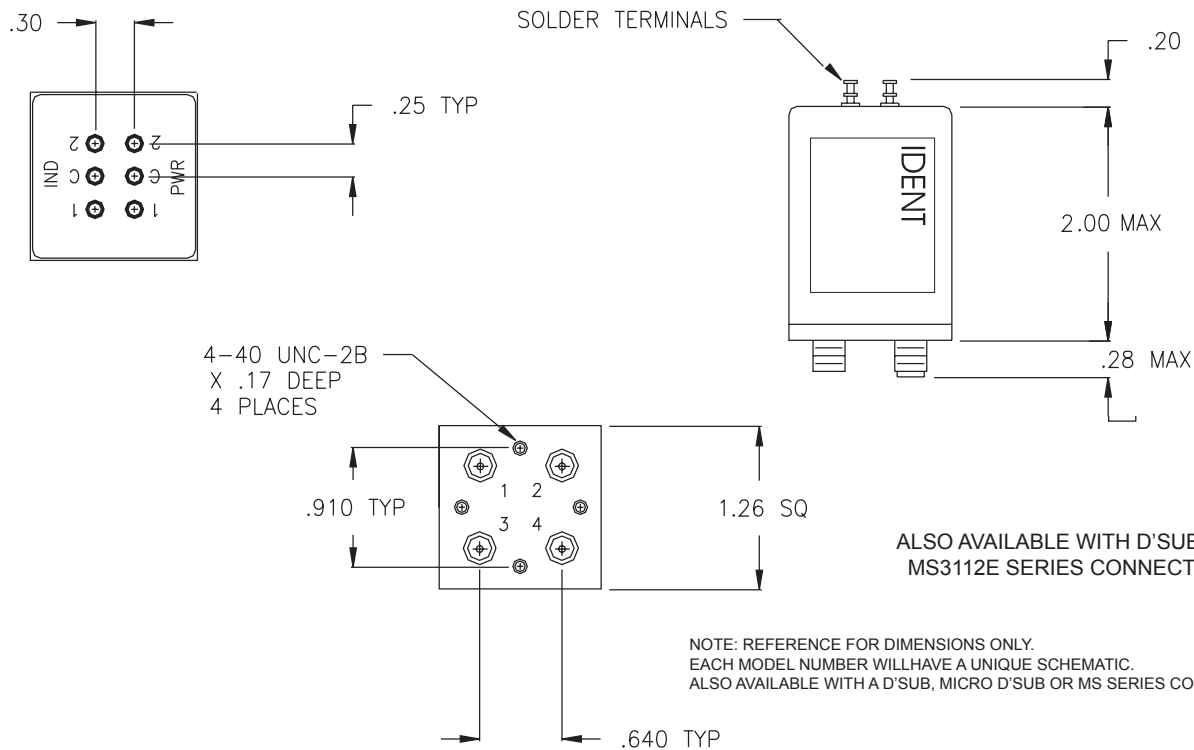 .30
SOLDER TERMINALS
.20
.25 TYP
2 2
IND C C PWR
1 1
IDENT
2.00 MAX
4-40 UNC-2B
X .17 DEEP
4 PLACES
.28 MAX
.910 TYP
1 2
3 4
1.26 SQ
ALSO AVAILABLE WITH D'SUB
MS3112E SERIES CONNECT
NOTE: REFERENCE FOR DIMENSIONS ONLY.
EACH MODEL NUMBER WILLHAVE A UNIQUE SCHEMATIC.
ALSO AVAILABLE WITH A D'SUB, MICRO D'SUB OR MS SERIES CO
.640 TYP